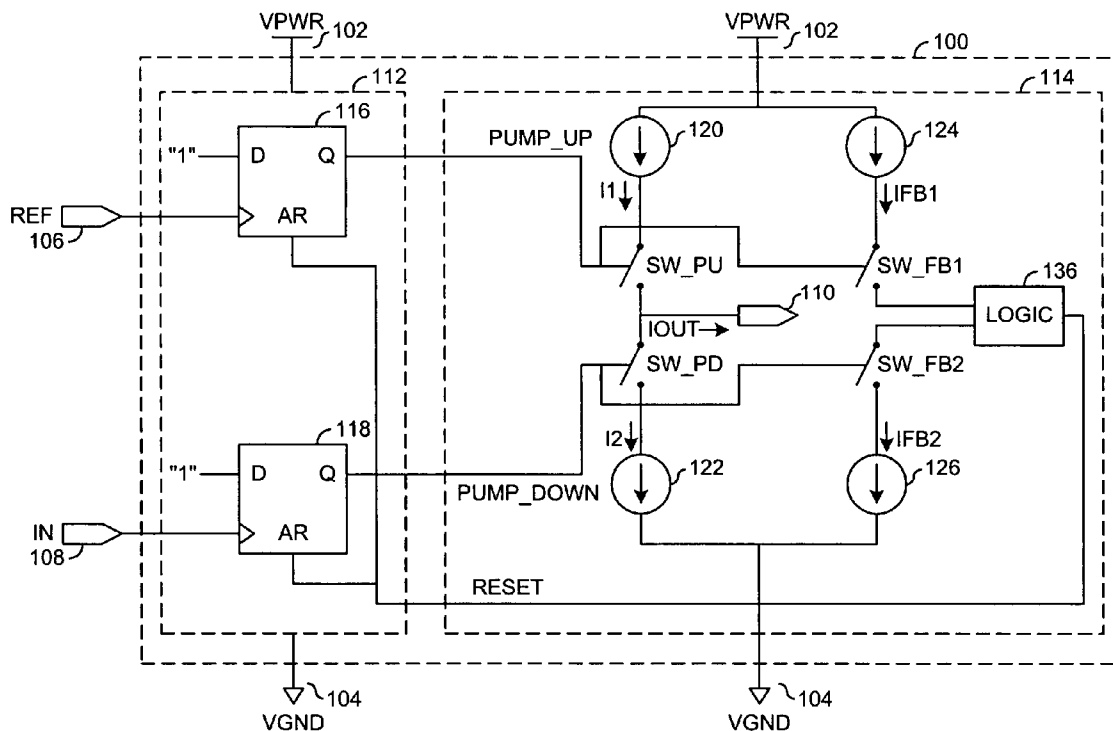 VPWR
102
VPWR
102
100
112
114
116
120
124
"1"
D
Q
PUMP_UP
AR
I1
IFB1
REF
106
SW_PU
SW_FB1
110
136
LOGIC
IOUT
SW_PD
SW_FB2
118
I2
IFB2
"1"
D
Q
PUMP_DOWN
122
126
IN
108
AR
RESET
104
VGND
104
VGND